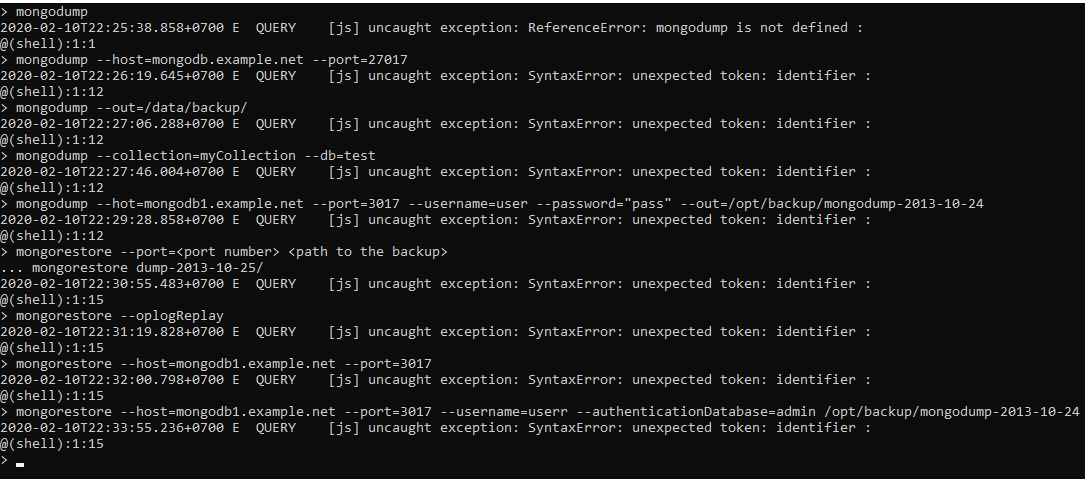 > mongodump
2020-02-10T22:25:38.858+0700 E  QUERY    [js] uncaught exception: ReferenceError: mongodump is not defined :
@(shell):1:1
> mongodump --host=mongodb.example.net --port=27017
2020-02-10T22:26:19.645+0700 E  QUERY    [js] uncaught exception: SyntaxError: unexpected token: identifier :
@(shell):1:12
> mongodump --out=/data/backup/
2020-02-10T22:27:06.288+0700 E  QUERY    [js] uncaught exception: SyntaxError: unexpected token: identifier :
@(shell):1:12
> mongodump --collection=myCollection --db=test
2020-02-10T22:27:46.004+0700 E  QUERY    [js] uncaught exception: SyntaxError: unexpected token: identifier :
@(shell):1:12
> mongodump --hot=mongodb1.example.net --port=3017 --username=user --password="pass" --out=/opt/backup/mongodump-2013-10-24
2020-02-10T22:29:28.858+0700 E  QUERY    [js] uncaught exception: SyntaxError: unexpected token: identifier :
@(shell):1:12
> mongorestore --port=<port number> <path to the backup>
... mongorestore dump-2013-10-25/
2020-02-10T22:30:55.483+0700 E  QUERY    [js] uncaught exception: SyntaxError: unexpected token: identifier :
@(shell):1:15
> mongorestore --oplogReplay
2020-02-10T22:31:19.828+0700 E  QUERY    [js] uncaught exception: SyntaxError: unexpected token: identifier :
@(shell):1:15
> mongorestore --host=mongodb1.example.net --port=3017
2020-02-10T22:32:00.798+0700 E  QUERY    [js] uncaught exception: SyntaxError: unexpected token: identifier :
@(shell):1:15
> mongorestore --host=mongodb1.example.net --port=3017 --username=userr --authenticationDatabase=admin /opt/backup/mongodump-2013-10-24
2020-02-10T22:33:55.236+0700 E  QUERY    [js] uncaught exception: SyntaxError: unexpected token: identifier :
@(shell):1:15
>